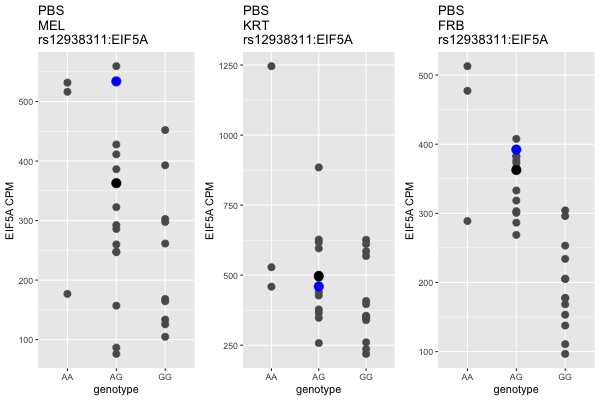 PBS
MEL
rs12938311:EIF5A
EIF5A CPM
500
400
300
200
100
AA
AG
GG
genotype
PBS
KRT
rs12938311:EIF5A
EIF5A CPM
1250
1000
750
500
250
AA
AG
GG
genotype
PBS
FRB
rs12938311:EIF5A
EIF5A CPM
500
400
300
200
100
AA
AG
GG
genotype